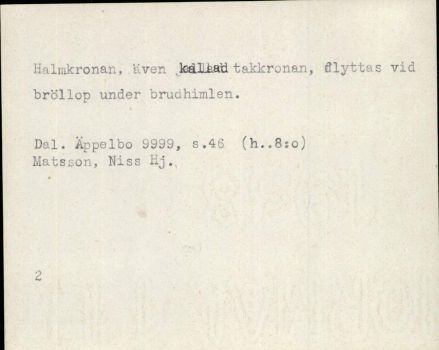 Halmkronan, även kallad takkronan, flyttas vid
bröllop under brudhimlen.
Dal. Äppelbo 9999, s.46 (h..8:o)
Matsson, Niss Hj.
2